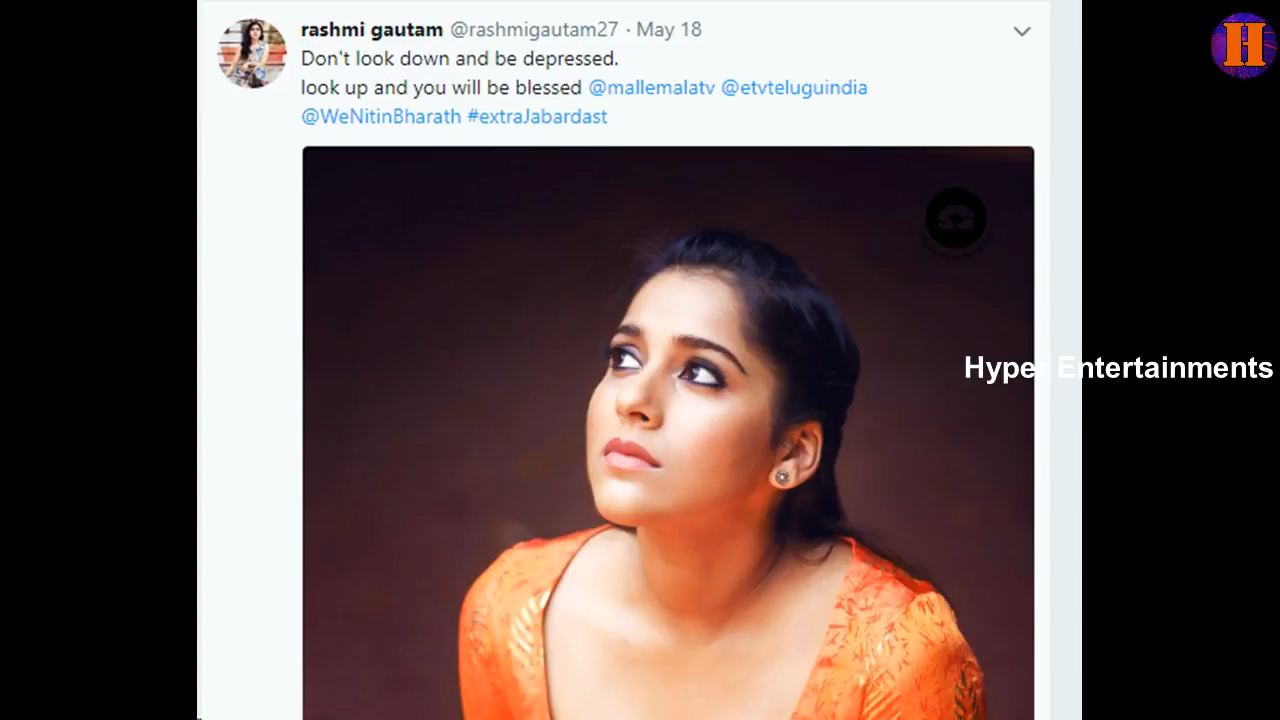 rashmi gautam @rashmigautam27 · May 18
Don't look down and be depressed.
look up and you will be blessed @mallemalatv @etvteluguindia
@WeNitinBharath #extraJabardast
H
Hyper Entertainments